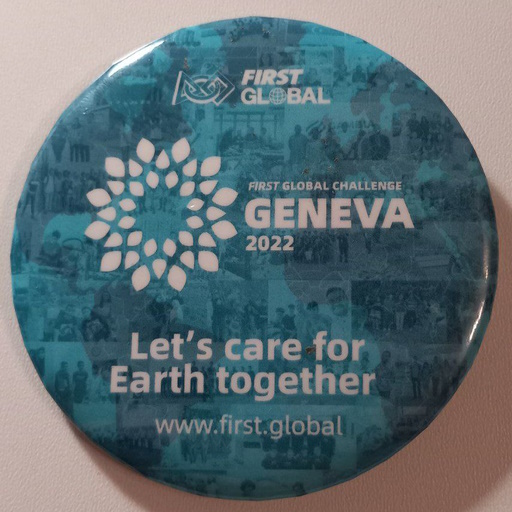 FIRST
GLOBAL
FIRST GLOBAL CHALLENGE
GENEVA
2022
Let's care for
Earth together
www.first.global